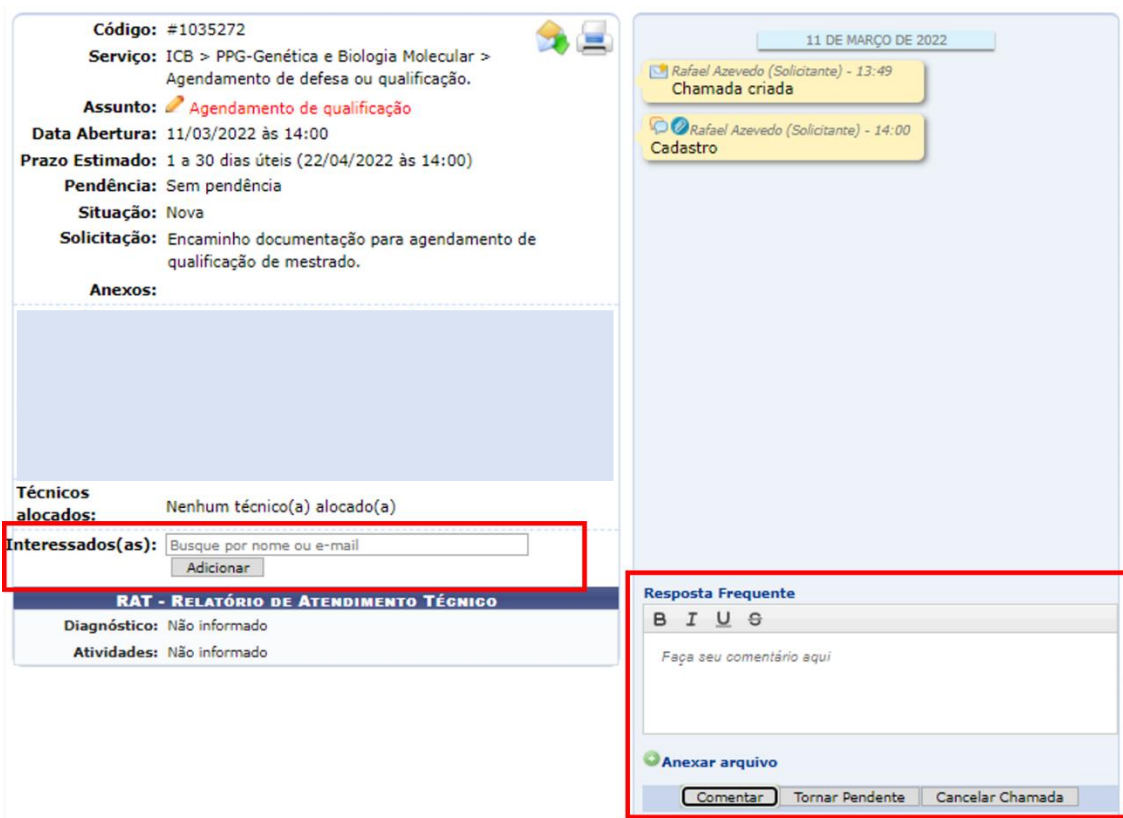 Código: #1035272
Serviço: ICB > PPG-Genética e Biologia Molecular >
Agendamento de defesa ou qualificação.
Assunto: Agendamento de qualificação
Data Abertura: 11/03/2022 às 14:00
Prazo Estimado: 1 a 30 dias úteis (22/04/2022 às 14:00)
Pendência: Sem pendência
Situação: Nova
Solicitação: Encaminho documentação para agendamento de
qualificação de mestrado.
Anexos:
Técnicos
alocados: Nenhum técnico(a) alocado(a)
Interessados(as): Busque por nome ou e-mail
Adicionar
RAT - RELATÓRIO DE ATENDIMENTO TÉCNICO
Diagnóstico: Não informado
Atividades: Não informado
11 DE MARÇO DE 2022
Rafael Azevedo (Solicitante) - 13:49
Chamada criada
Rafael Azevedo (Solicitante) - 14:00
Cadastro
Resposta Frequente
B I U S
Faça seu comentário aqui
Anexar arquivo
Comentar Tornar Pendente Cancelar Chamada